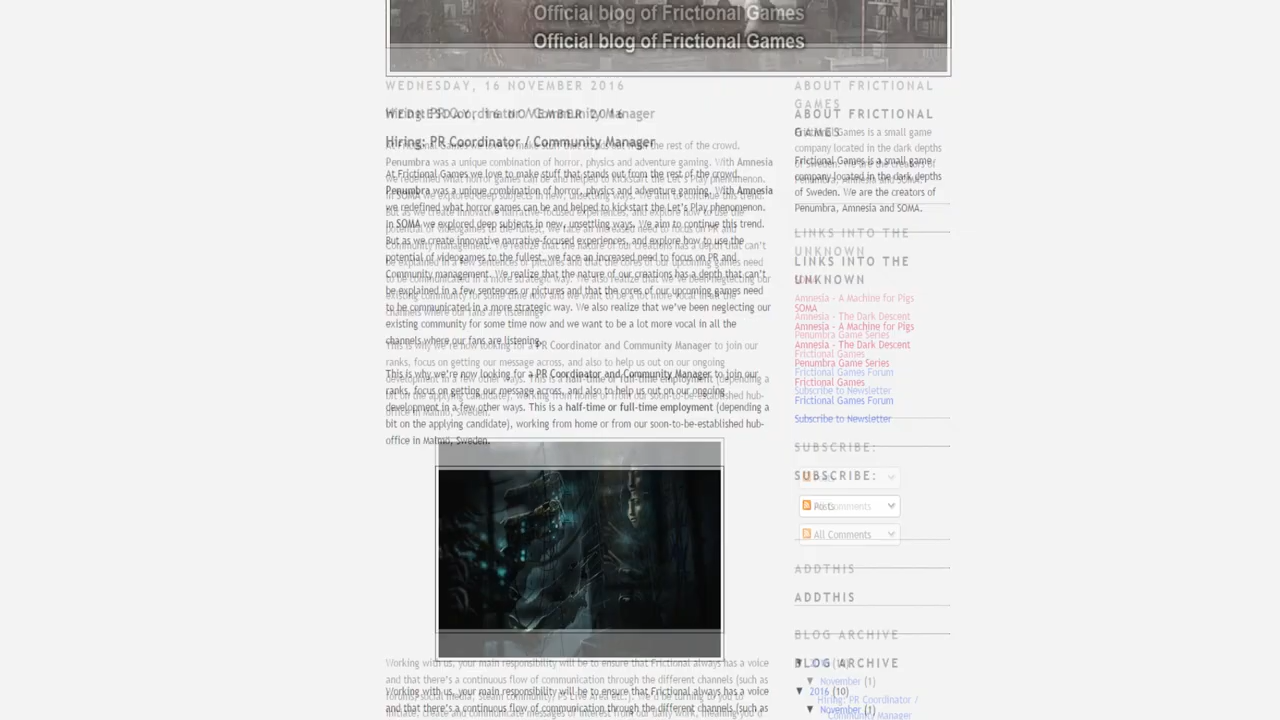 Official blog of Frictional Games
Official blog of Frictional Games
WEDNESDAY, 16 NOVEMBER 2016
Hiring: PR Coordinator / Community Manager
At Frictional Games we love to make stuff that stands out from the rest of the crowd.
Penumbra was a unique combination of horror, physics and adventure gaming. With Amnesia
we redefined what horror games can be and helped to kickstart the Let's Play phenomenon.
In SOMA we explored deep subjects in new, unsettling ways. We aim to continue this trend.
But as we create innovative narrative-focused experiences, and explore how to use the
potential of videogames to the fullest, we face an increased need to focus on PR and
Community management. We realize that the nature of our creations has a depth that can't
be explained in a few sentences or pictures and that the cores of our upcoming games need
to be communicated in a more strategic way. We also realize that we've been neglecting our
existing community for some time now and we want to be a lot more vocal in all the
channels where our fans are listening.
This is why we're now looking for a PR Coordinator and Community Manager to join our
ranks, focus on getting our message across, and also to help us out on our ongoing
development in a few other ways. This is a half-time or full-time employment (depending a
bit on the applying candidate), working from home or from our soon-to-be-established hub-
office in Malmö, Sweden.
Working with us, your main responsibility will be to ensure that Frictional always has a voice
and that there's a continuous flow of communication through the different channels (such as
ABOUT FRICTIONAL
GAMES
Frictional Games is a small game
company located in the dark depths
of Sweden. We are the creators of
Penumbra, Amnesia and SOMA.
LINKS INTO THE
UNKNOWN
SOMA
Amnesia - A Machine for Pigs
Amnesia - The Dark Descent
Penumbra Game Series
Frictional Games
Frictional Games Forum
Subscribe to Newsletter
SUBSCRIBE:
Posts
All Comments
ADDTHIS
BLOG ARCHIVE
▼ 2016 (10)
▼ November (1)
Hiring: PR Coordinator /
Community Manager